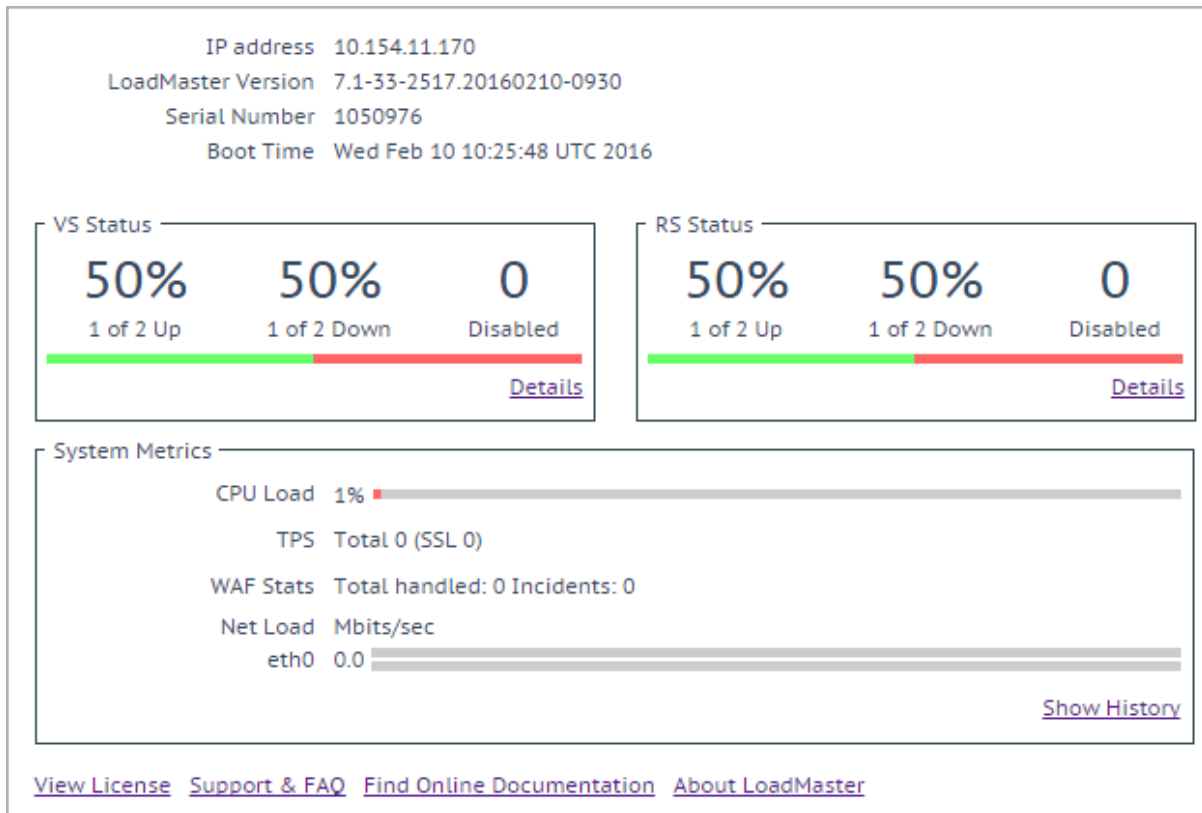 IP address 10.154.11.170
LoadMaster Version 7.1-33-2517.20160210-0930
Serial Number 1050976
Boot Time Wed Feb 10 10:25:48 UTC 2016
VS Status
50% 50% 0
1 of 2 Up 1 of 2 Down Disabled
Details
RS Status
50% 50% 0
1 of 2 Up 1 of 2 Down Disabled
Details
System Metrics
CPU Load 1%
TPS Total 0 (SSL 0)
WAF Stats Total handled: 0 Incidents: 0
Net Load Mbits/sec
eth0 0.0
Show History
View License Support & FAQ Find Online Documentation About LoadMaster